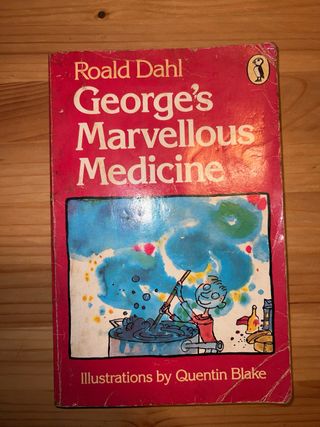 Roald Dahl
George's
Marvellous
Medicine
Illustrations by Quentin Blake